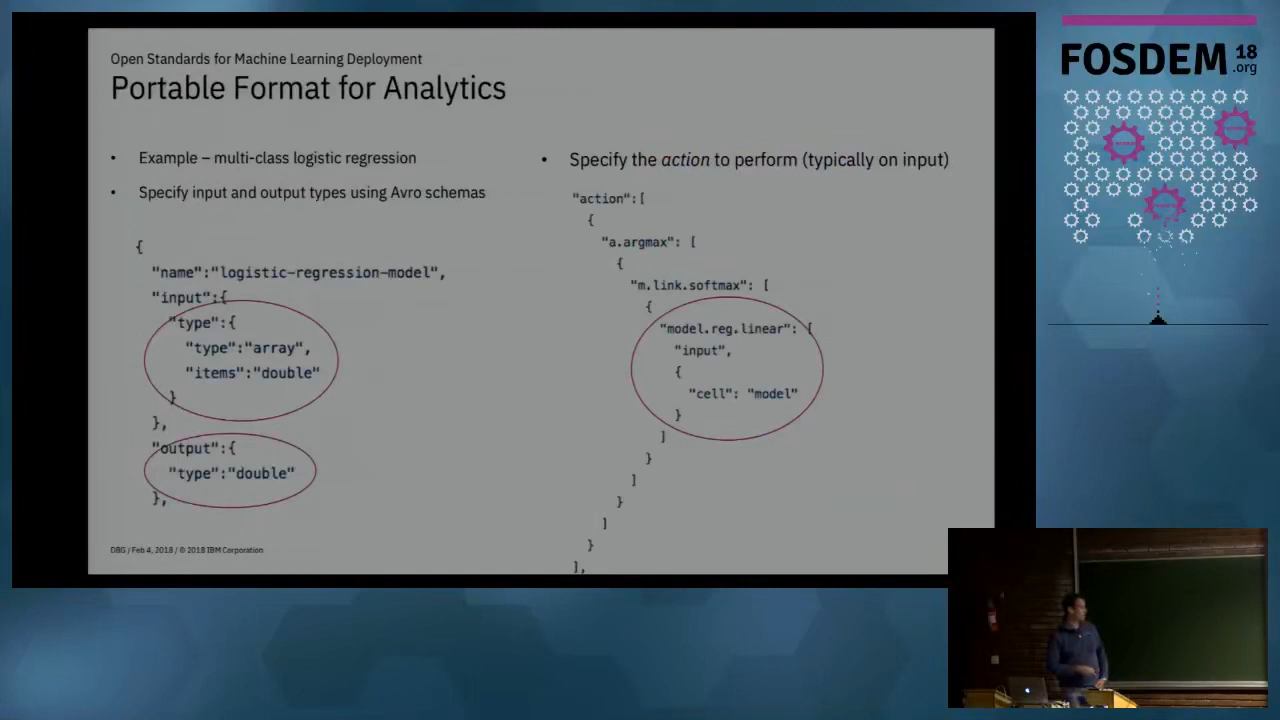 Open Standards for Machine Learning Deployment
Portable Format for Analytics
• Example – multi-class logistic regression
• Specify input and output types using Avro schemas
{
"name":"logistic-regression-model",
"input":{
"type":{
"type":"array",
"items":"double"
}
},
"output":{
"type":"double"
},
DBG / Feb 4, 2018 / © 2018 IBM Corporation
• Specify the action to perform (typically on input)
"action":[
{
"a.argmax": [
{
"m.link.softmax": [
{
"model.reg.linear": [
"input",
{
"cell": "model"
}
]
}
]
}
]
}
],
FOSDEM 18
.org